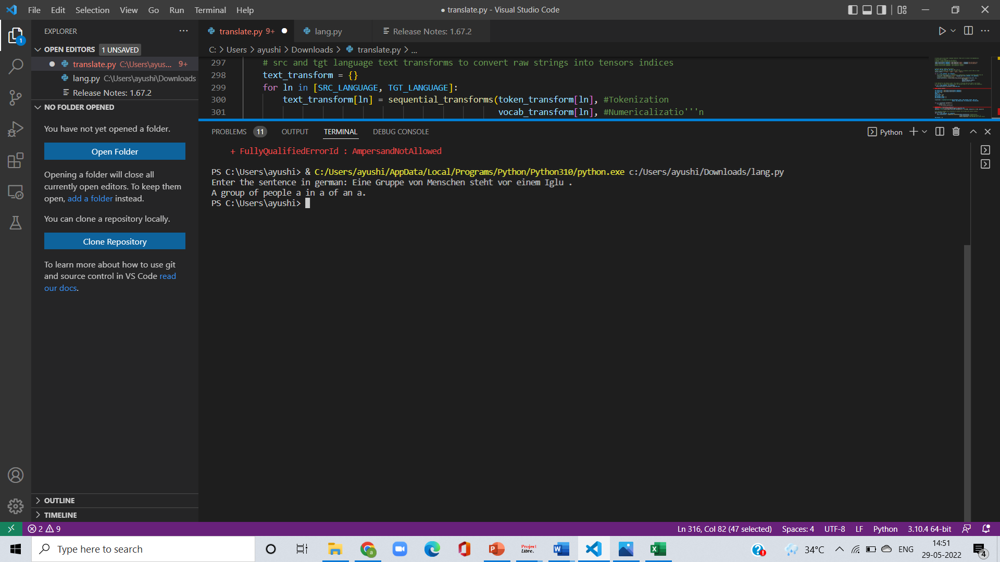 File Edit Selection View Go Run Terminal Help
● translate.py - Visual Studio Code
EXPLORER
translate.py 9+
lang.py
Release Notes: 1.67.2
1
OPEN EDITORS 1 UNSAVED
translate.py C:\Users\ayus... 9+
lang.py C:\Users\ayushi\Downloads
Release Notes: 1.67.2
NO FOLDER OPENED
You have not yet opened a folder.
Open Folder
Opening a folder will close all
currently open editors. To keep them
open, add a folder instead.
You can clone a repository locally.
Clone Repository
To learn more about how to use git
and source control in VS Code read
our docs.
OUTLINE
TIMELINE
C: > Users > ayushi > Downloads > translate.py > ...
297 # src and tgt language text transforms to convert raw strings into tensors indices
298 text_transform = {}
299 for ln in [SRC_LANGUAGE, TGT_LANGUAGE]:
300 text_transform[ln] = sequential_transforms(token_transform[ln], #Tokenization
301 vocab_transform[ln], #Numericalizatio'''n
PROBLEMS 11 OUTPUT TERMINAL DEBUG CONSOLE
Python
+ FullyQualifiedErrorId : AmpersandNotAllowed
PS C:\Users\ayushi> & C:/Users/ayushi/AppData/Local/Programs/Python/Python310/python.exe c:/Users/ayushi/Downloads/lang.py
Enter the sentence in german: Eine Gruppe von Menschen steht vor einem Iglu .
A group of people a in a of an a.
PS C:\Users\ayushi>
2 9
Ln 316, Col 82 (47 selected) Spaces: 4 UTF-8 LF Python 3.10.4 64-bit
Type here to search
a
P
Project
Libre.
W
X
34°C
ENG
14:51
29-05-2022
4